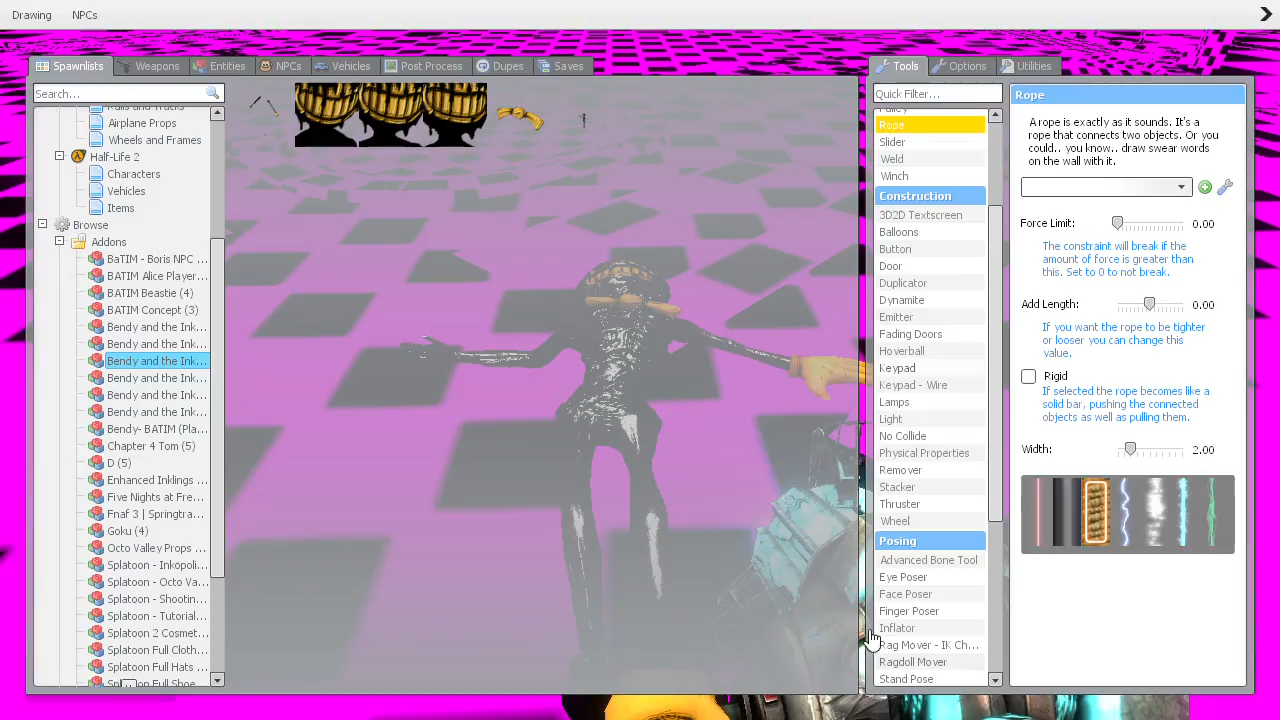 Drawing NPCs
Spawnlists Weapons Entities NPCs Vehicles Post Process Dupes Saves
Search...
Airplane Props
Wheels and Frames
Half-Life 2
Characters
Vehicles
Items
Browse
Addons
BaTIM - Boris NPC ...
BATIM Alice Player...
BATIM Beastie (4)
BATIM Concept (3)
Bendy and the Ink...
Bendy and the Ink...
Bendy and the Ink...
Bendy and the Ink...
Bendy and the Ink...
Bendy and the Ink...
Bendy- BATIM (Pla...
Chapter 4 Tom (5)
D (5)
Enhanced Inklings ...
Five Nights at Fre...
Fnaf 3 | Springtra...
Goku (4)
Octo Valley Props ...
Splatoon - InkopAdi...
Splatoon - Octo Va...
Splatoon - Shootin...
Splatoon - Tutorial...
Splatoon 2 Cosmet...
Splatoon Full Cloth...
Splatoon Full Hats ...
Splatoon Full Shoe...
Tools Options Utilities
Quick Filter...
Pulley
Rope
Slider
Weld
Winch
Construction
3D2D Textscreen
Balloons
Button
Door
Duplicator
Dynamite
Emitter
Fading Doors
Hoverball
Keypad
Keypad - Wire
Lamps
Light
No Collide
Physical Properties
Remover
Stacker
Thruster
Wheel
Posing
Advanced Bone Tool
Eye Poser
Face Poser
Finger Poser
Inflator
Rag Mover - IK Ch...
Ragdoll Mover
Stand Pose
Rope
A rope is exactly as it sounds. It's a
rope that connects two objects. Or you
could.. you know.. draw swear words
on the wall with it.
Force Limit: 0.00
The constraint will break if the
amount of force is greater than
this. Set to 0 to not break.
Add Length: 0.00
If you want the rope to be tighter
or looser you can change this
value.
Rigid
If selected the rope becomes like a
solid bar, pushing the connected
objects as well as pulling them.
Width: 2.00